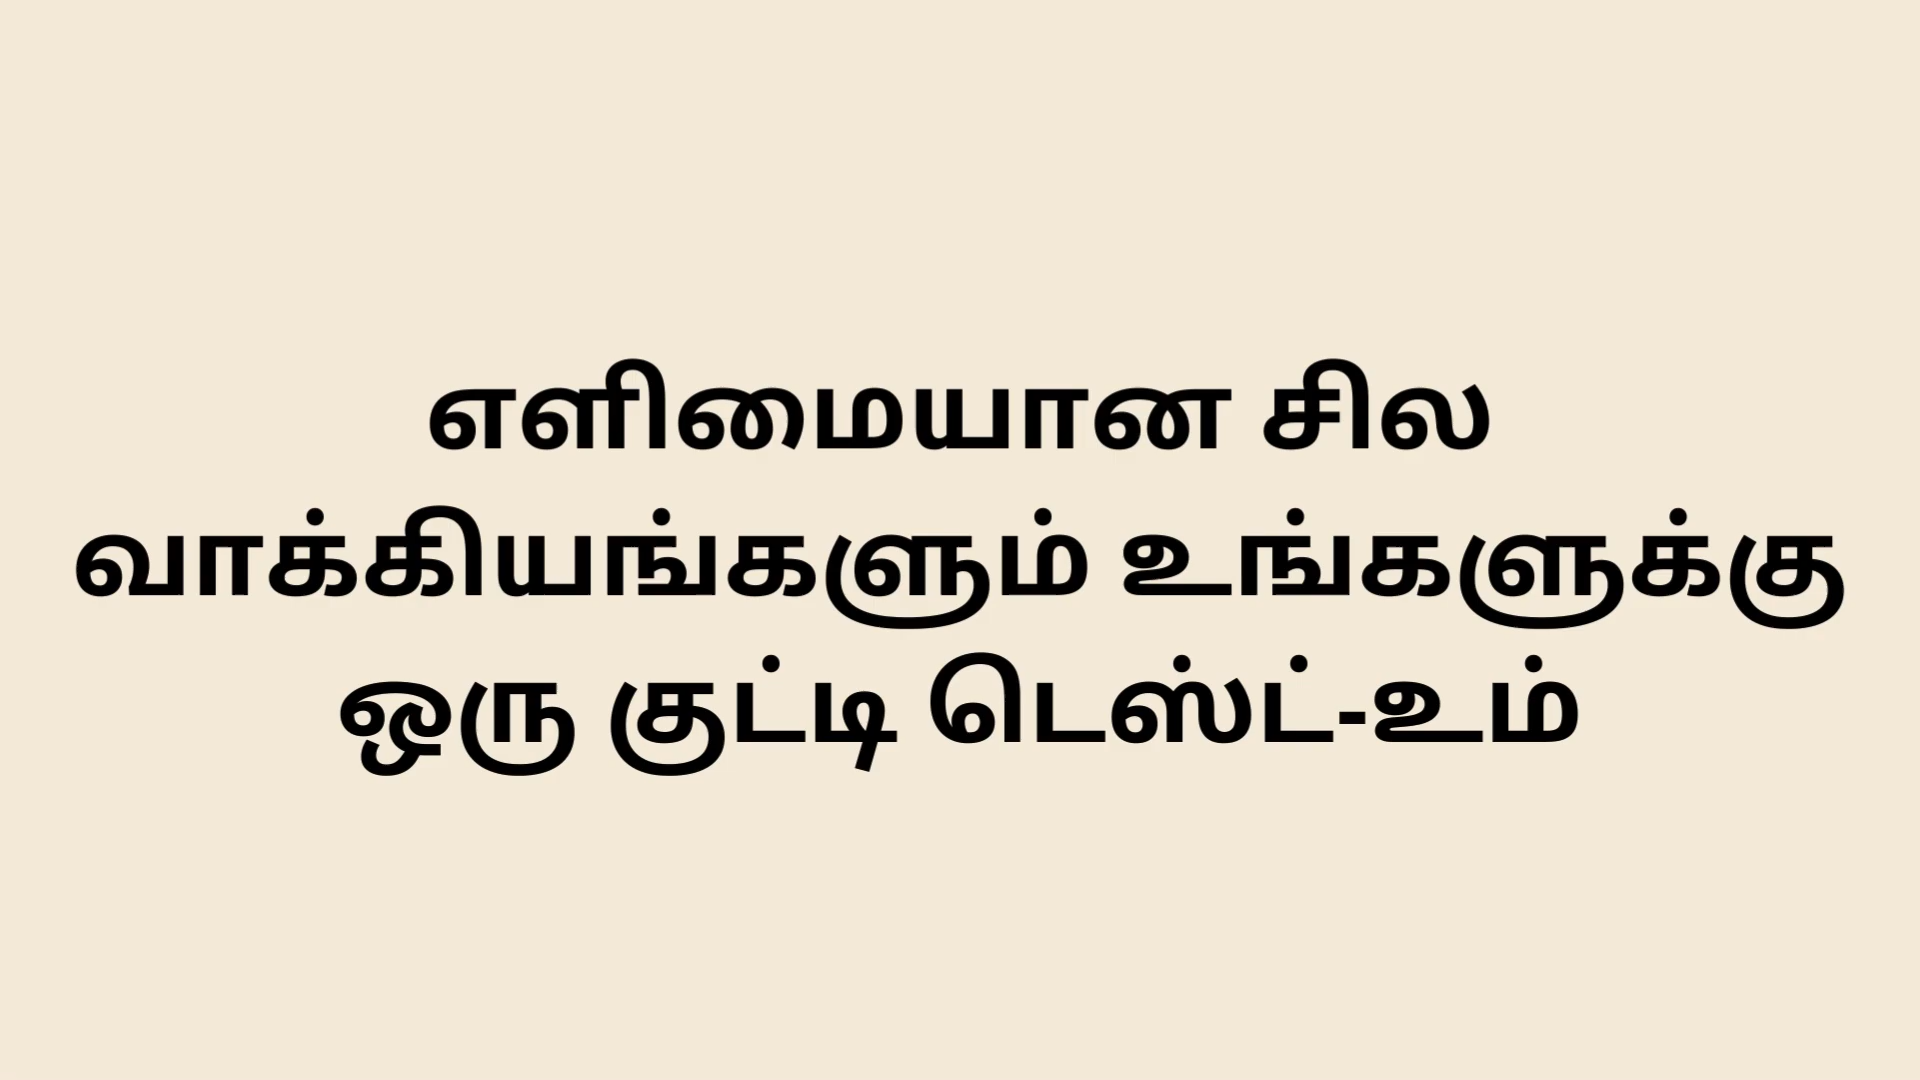 எளிமையான சில
வாக்கியங்களும் உங்களுக்கு
ஒரு குட்டி டெஸ்ட்-உம்